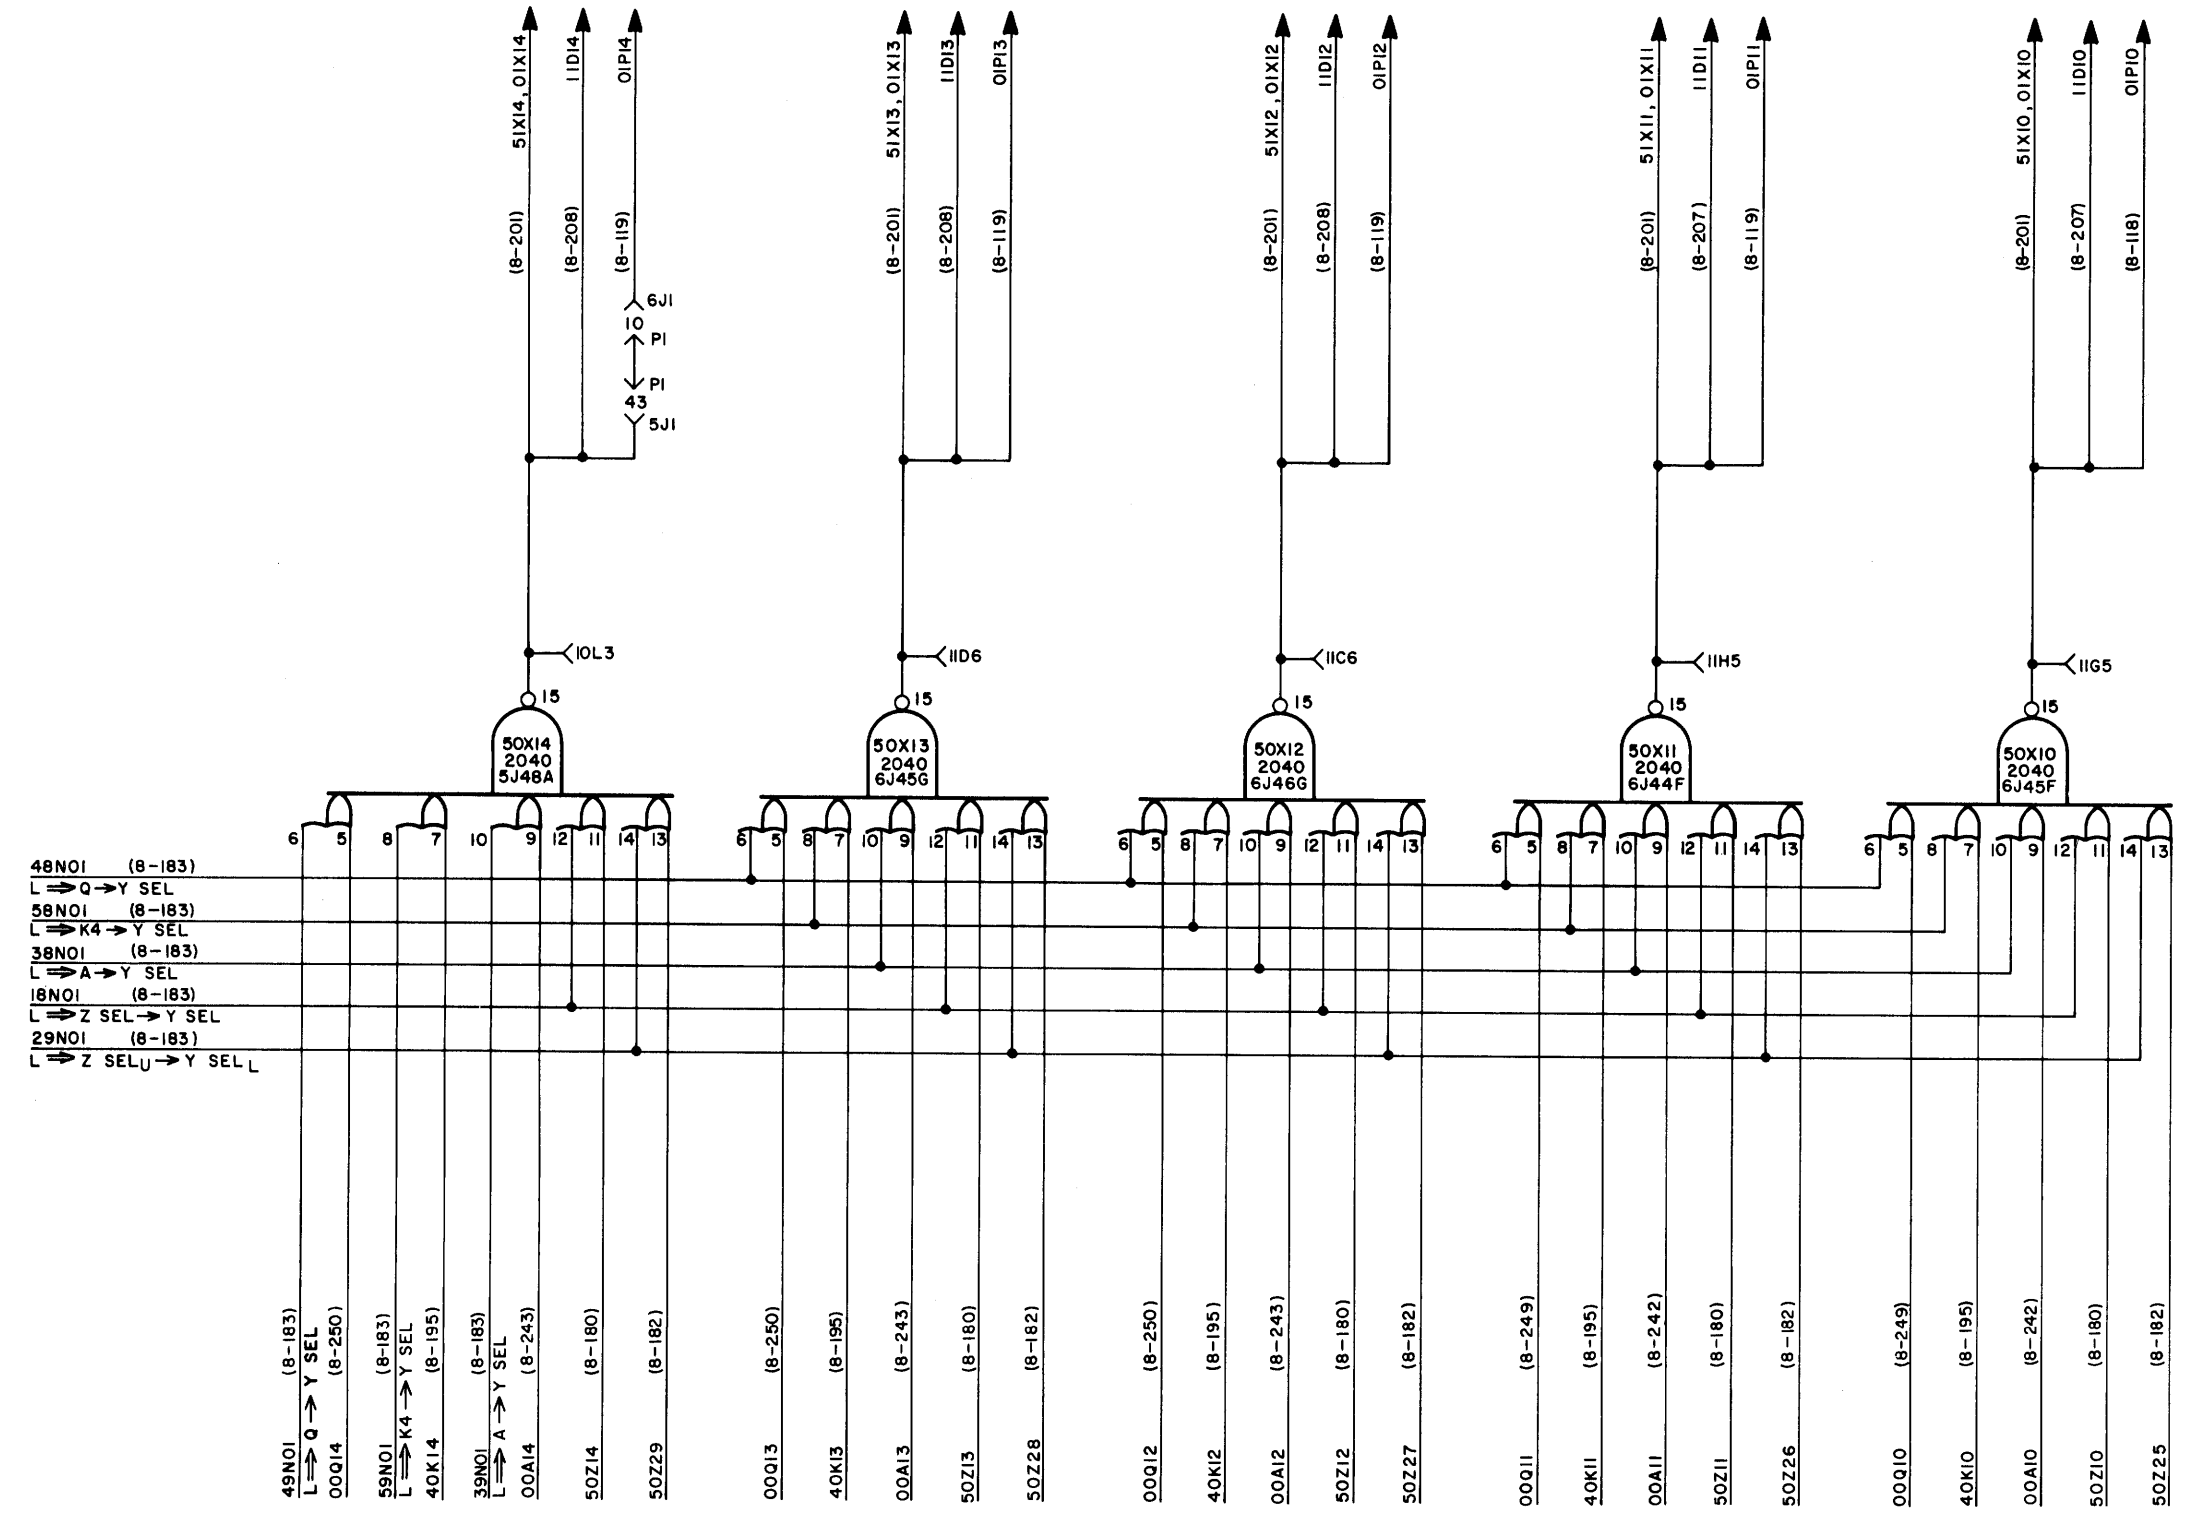 51X14, 01X14
11D14
01P14
51X13, 01X13
11D13
01P13
51X12, 01X12
11D12
01P12
51X11, 01X11
11D11
01P11
51X10, 01X10
11D10
01P10
(8-201)
(8-208)
(8-119)
(8-201)
(8-208)
(8-119)
(8-201)
(8-208)
(8-119)
(8-201)
(8-207)
(8-119)
(8-201)
(8-207)
(8-118)
6J1
10
P1
P1
43
5J1
10L3
11D6
11C6
11H5
11G5
15
15
15
15
15
50X14
2040
5J48A
50X13
2040
6J45G
50X12
2040
6J46G
50X11
2040
6J44F
50X10
2040
6J45F
6 5 8 7 10 9 12 11 14 13
6 5 8 7 10 9 12 11 14 13
6 5 8 7 10 9 12 11 14 13
6 5 8 7 10 9 12 11 14 13
6 5 8 7 10 9 12 11 14 13
48N01 (8-183)
L ⟹ Q → Y SEL
58N01 (8-183)
L ⟹ K4 → Y SEL
38N01 (8-183)
L ⟹ A → Y SEL
18N01 (8-183)
L ⟹ Z SEL → Y SEL
29N01 (8-183)
L ⟹ Z SELU → Y SEL L
49N01 (8-183)
L ⟹ Q → Y SEL
00Q14 (8-250)
59N01 (8-183)
L ⟹ K4 → Y SEL
40K14 (8-195)
39N01 (8-183)
L ⟹ A → Y SEL
00A14 (8-243)
50Z14 (8-180)
50Z29 (8-182)
00Q13 (8-250)
40K13 (8-195)
00A13 (8-243)
50Z13 (8-180)
50Z28 (8-182)
00Q12 (8-250)
40K12 (8-195)
00A12 (8-243)
50Z12 (8-180)
50Z27 (8-182)
00Q11 (8-249)
40K11 (8-195)
00A11 (8-242)
50Z11 (8-180)
50Z26 (8-182)
00Q10 (8-249)
40K10 (8-195)
00A10 (8-242)
50Z10 (8-180)
50Z25 (8-182)